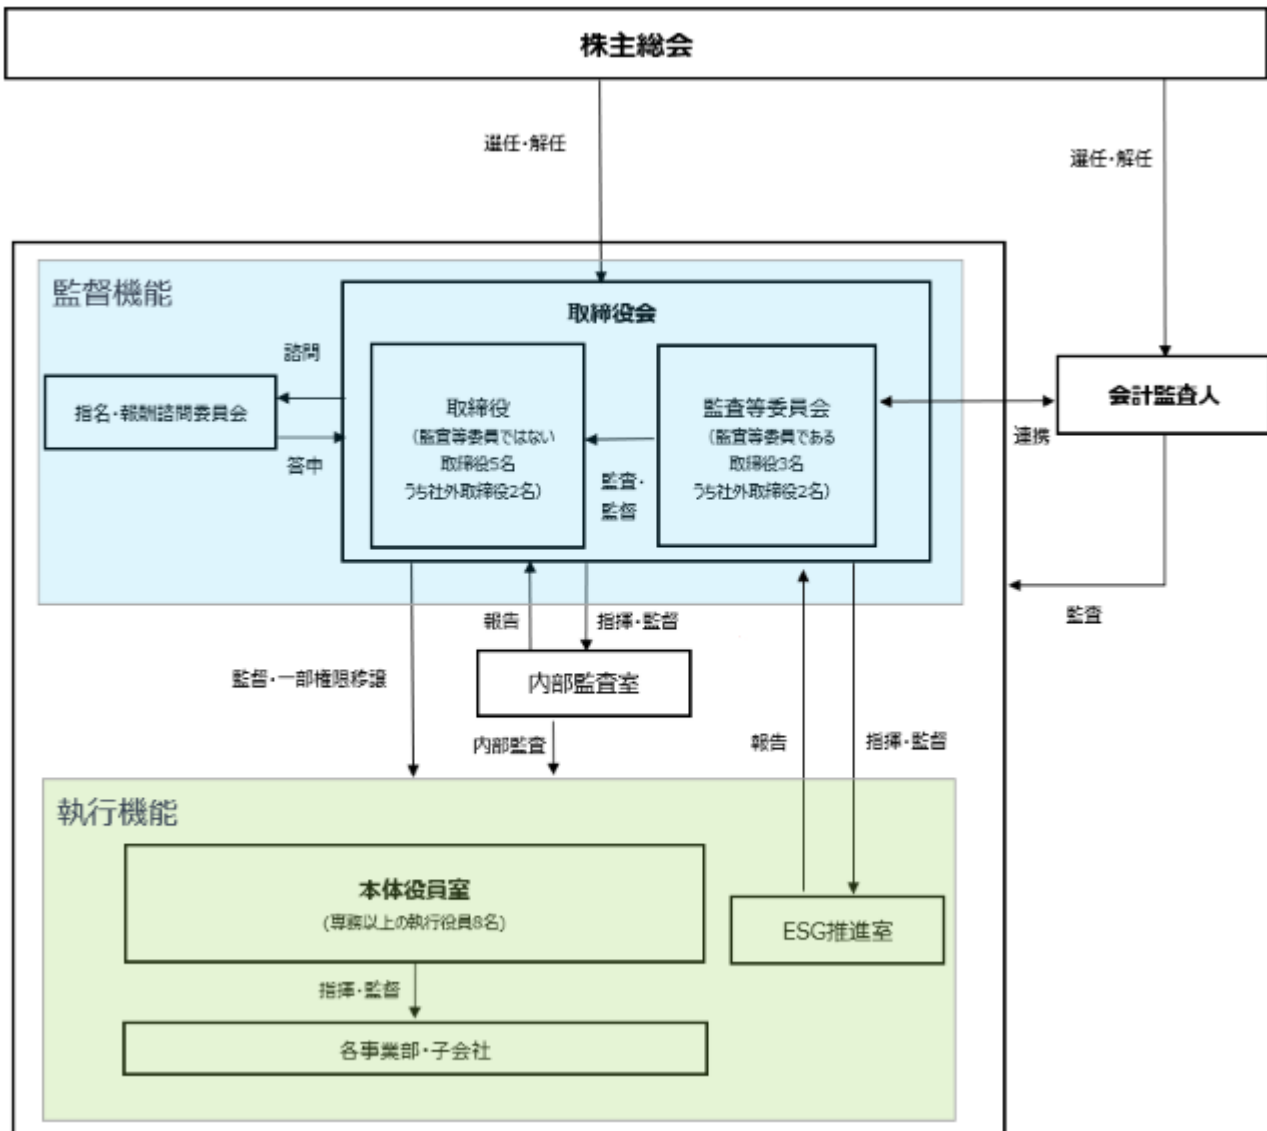 株主総会
選任・解任
選任・解任
監督機能
取締役会
諮問
指名・報酬諮問委員会
答申
取締役
（監査等委員ではない
取締役5名
うち社外取締役2名）
監査・
監督
監査等委員会
（監査等委員である
取締役3名
うち社外取締役2名）
会計監査人
連携
監査
報告
指揮・監督
監督・一部権限移譲
内部監査室
内部監査
報告
指揮・監督
執行機能
本体役員室
(専務以上の執行役員8名)
ESG推進室
指揮・監督
各事業部・子会社